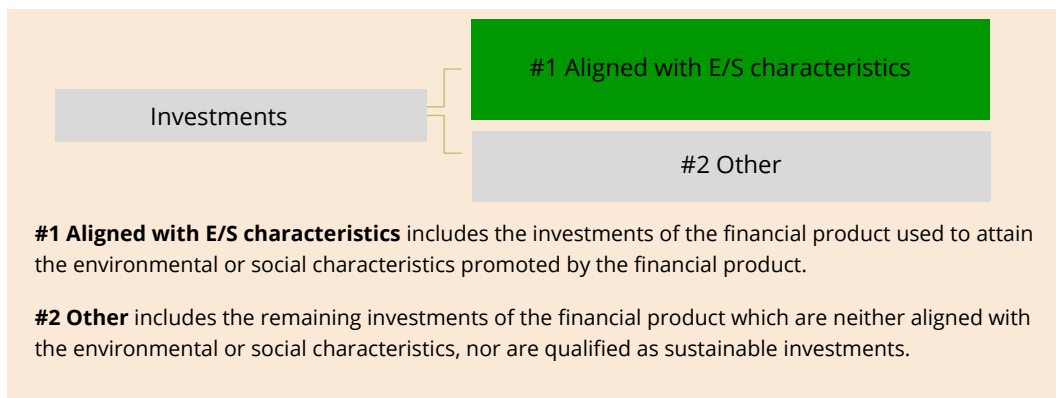 #1 Aligned with E/S characteristics
Investments
#2 Other
#1 Aligned with E/S characteristics includes the investments of the financial product used to attain
the environmental or social characteristics promoted by the financial product.
#2 Other includes the remaining investments of the financial product which are neither aligned with
the environmental or social characteristics, nor are qualified as sustainable investments.